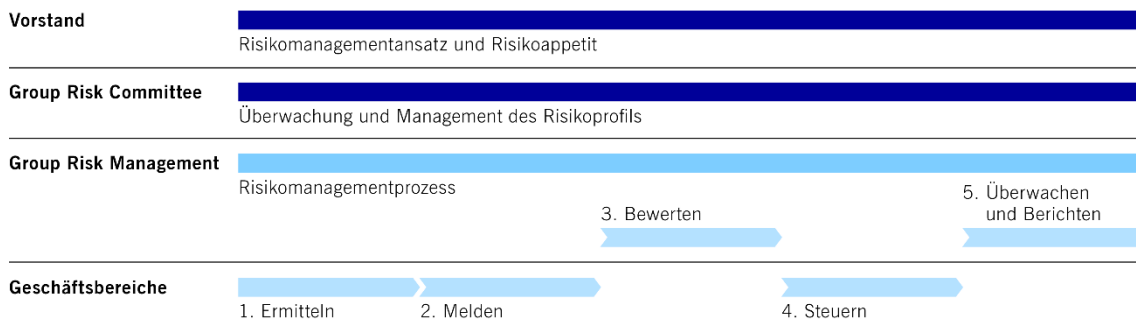 Vorstand
Risikomanagementansatz und Risikoappetit
Group Risk Committee
Überwachung und Management des Risikoprofils
Group Risk Management
Risikomanagementprozess
3. Bewerten
5. Überwachen
und Berichten
Geschäftsbereiche
1. Ermitteln
2. Melden
4. Steuern